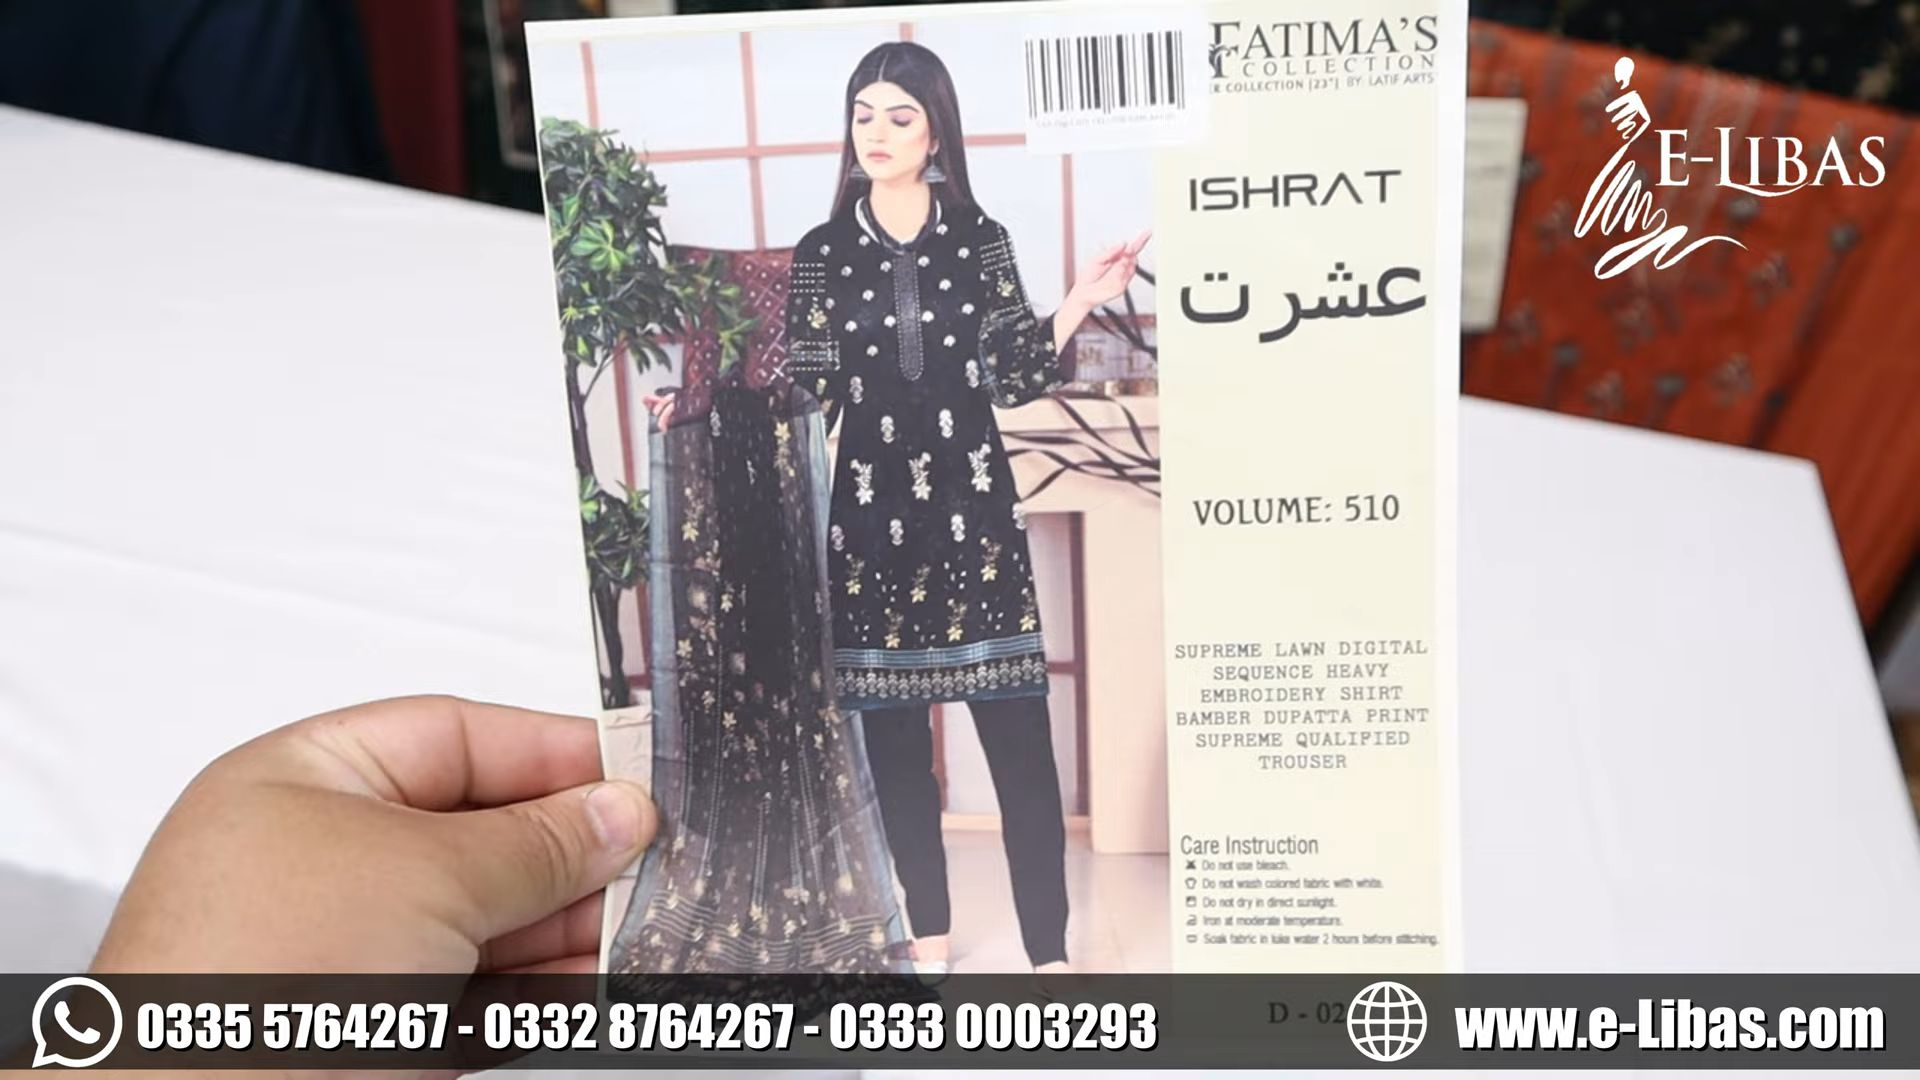 FATIMA'S
COLLECTION
R COLLECTION [23"] BY: LATIF ARTS
E-LIBAS
ISHRAT
عشرت
VOLUME: 510
SUPREME LAWN DIGITAL
SEQUENCE HEAVY
EMBROIDERY SHIRT
BAMBER DUPATTA PRINT
SUPREME QUALIFIED
TROUSER
Care Instruction
Do not use bleach.
Do not wash colored fabric with white.
Do not dry in direct sunlight.
Iron at moderate temperature.
Soak fabric in luke water 2 hours before stitching.
D - 02
0335 5764267 - 0332 8764267 - 0333 0003293
www.e-Libas.com